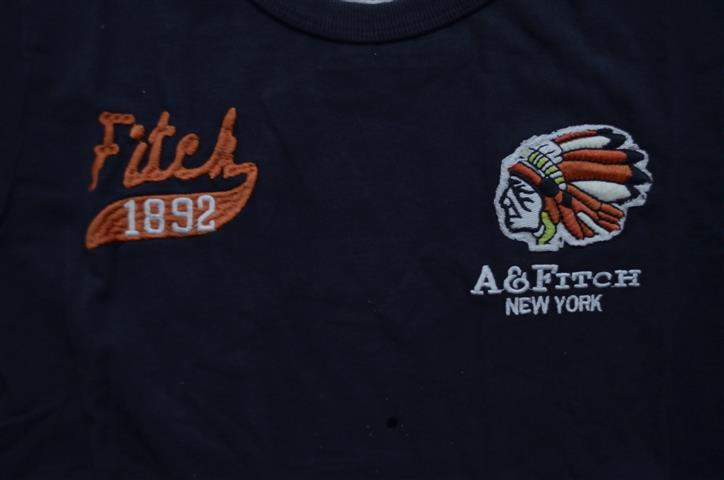 Fitch
1892
A&FITCH
NEW YORK